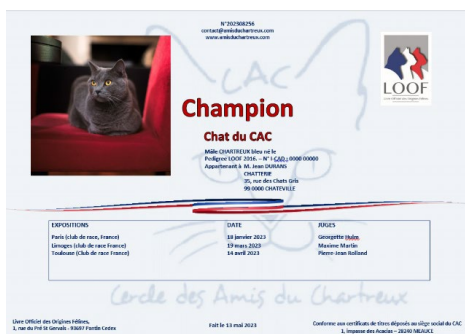 N°202308256
contact@amisduchartreux.com
www.amisduchartreux.com
CAC
LOOF
Champion
Chat du CAC
Mâle CHARTREUX bleu né le
Pedigree LOOF 2016. – N° I-CAD : 0000 00000
Appartenant à M. Jean DURANS
CHATTERIE
35, rue des Chats Gris
99 0000 CHATEVILLE
EXPOSITIONS DATE JUGES
Paris (club de race, France) 18 janvier 2023 Georgette Hulm
Limoges (club de race France) 19 mars 2023 Maxime Martin
Toulouse (Club de race France) 14 avril 2023 Pierre-Jean Rolland
Cercle des Amis du Chartreux
Livre Officiel des Origines Félines,
1, rue du Pré St Gervais - 93697 Pantin Cedex
Fait le 13 mai 2023
Conforme aux certificats de titres déposés au siège social du CAC
1, Impasse des Acacias – 28240 MEAUCE